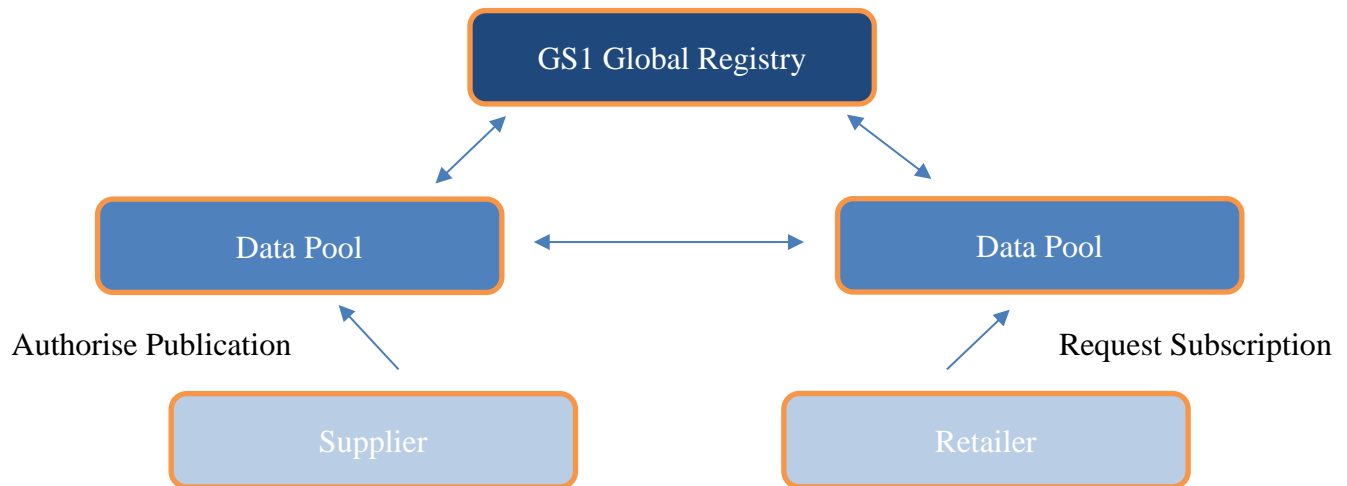 GS1 Global Registry
Data Pool
Data Pool
Authorise Publication
Request Subscription
Supplier
Retailer